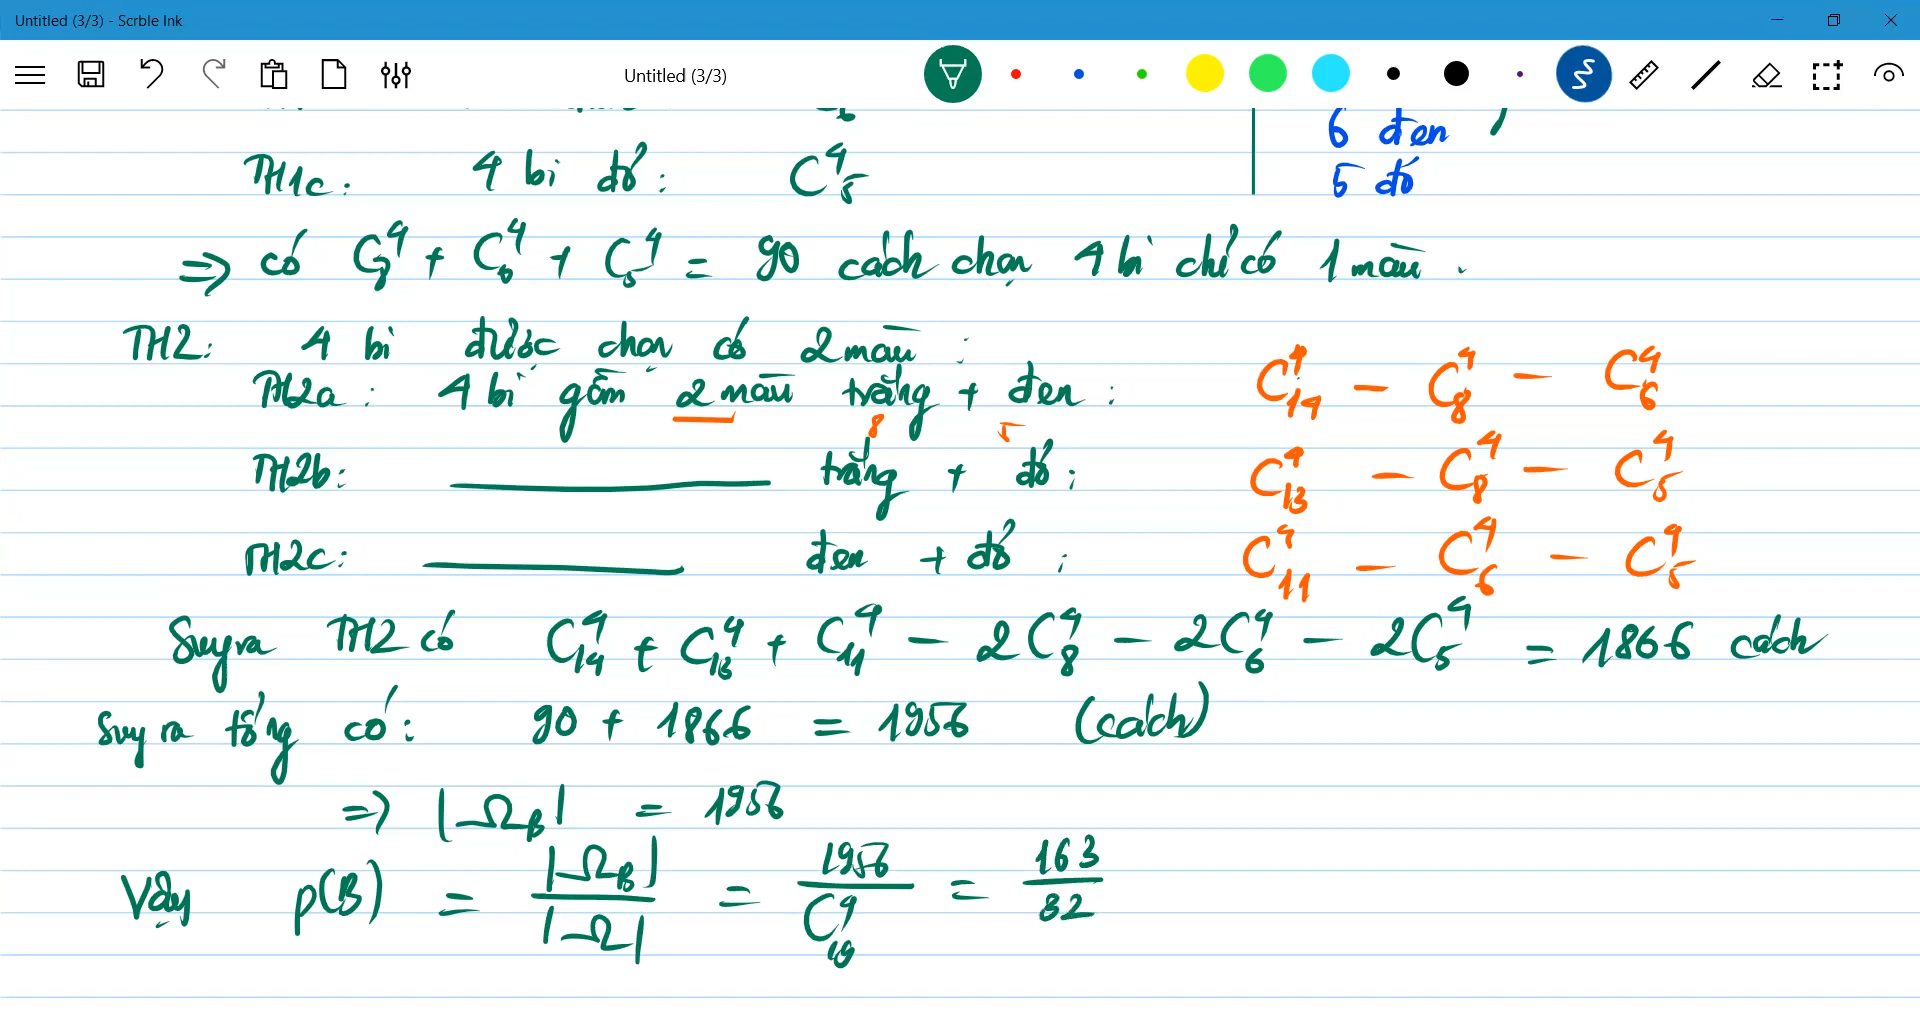 Untitled (3/3) - Scrble Ink
Untitled (3/3)
6 đen
5 đỏ
TH1c: 4 bi đỏ: C⁴₅
=> có C⁴₈ + C⁴₆ + C⁴₅ = 90 cách chọn 4 bi chỉ có 1 màu.
TH2: 4 bi được chọn có 2 màu:
TH2a: 4 bi gồm 2 màu trắng + đen: C⁴₁₄ - C⁴₈ - C⁴₆
8 5
TH2b: trắng + đỏ: C⁴₁₃ - C⁴₈ - C⁴₅
TH2c: đen + đỏ: C⁴₁₁ - C⁴₆ - C⁴₅
Suy ra TH2 có C⁴₁₄ + C⁴₁₃ + C⁴₁₁ - 2C⁴₈ - 2C⁴₆ - 2C⁴₅ = 1866 cách
Suy ra tổng có: 90 + 1866 = 1956 (cách)
=> |Ω_B| = 1956
Vậy p(B) = |Ω_B| / |Ω| = 1956 / C⁴₁₉ = 163 / 32